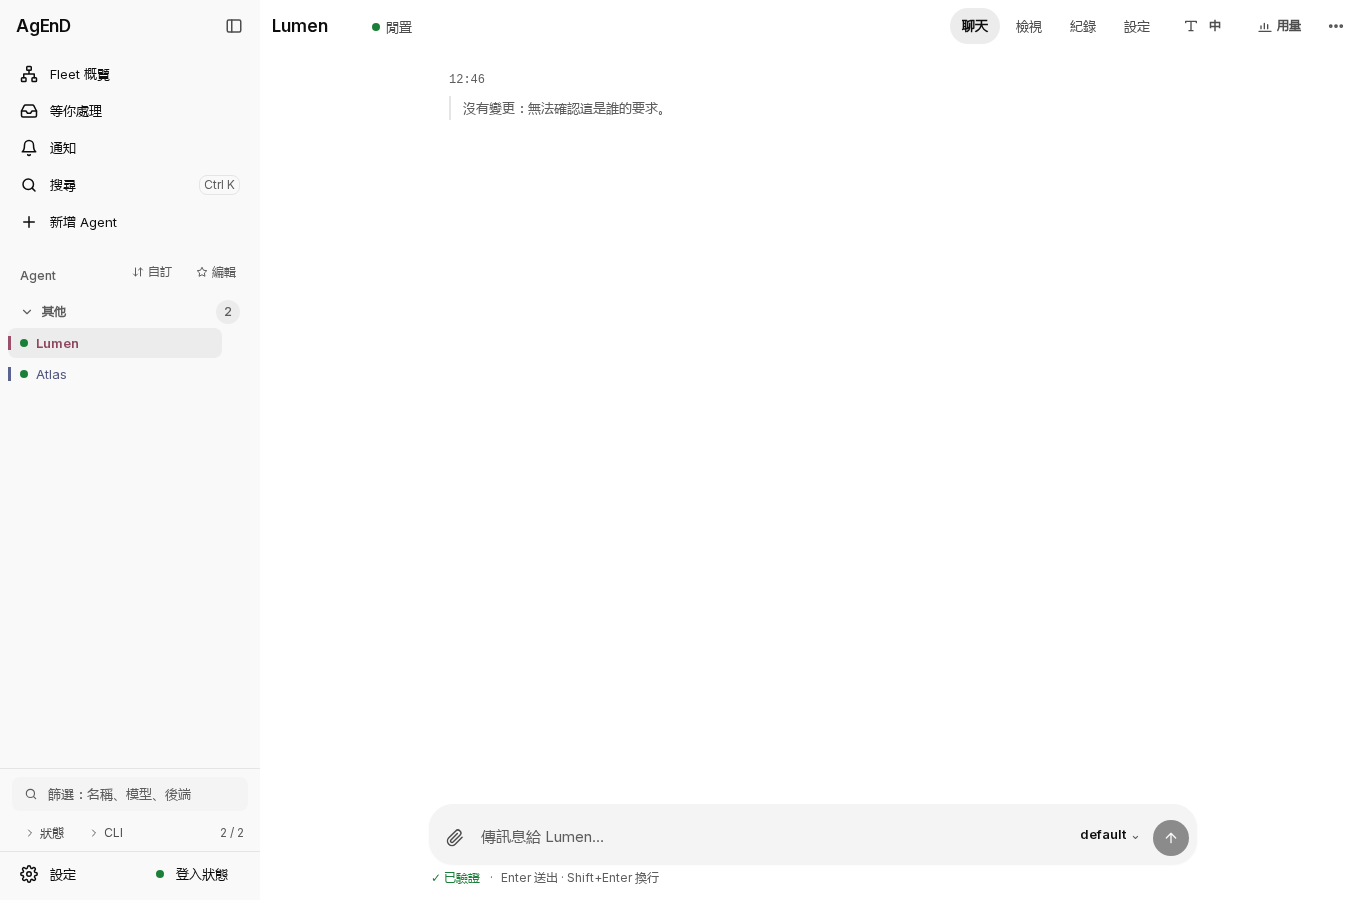 AgEnD
Fleet 概覽
等你處理
通知
搜尋 Ctrl K
新增 Agent
Agent 自訂 編輯
其他 2
Lumen
Atlas
篩選：名稱、模型、後端
狀態 CLI 2 / 2
設定 登入狀態
Lumen 閒置 聊天 檢視 紀錄 設定 T 中 用量 •••
12:46
沒有變更：無法確認這是誰的要求。
傳訊息給 Lumen... default
✓ 已驗證 · Enter 送出 · Shift+Enter 換行